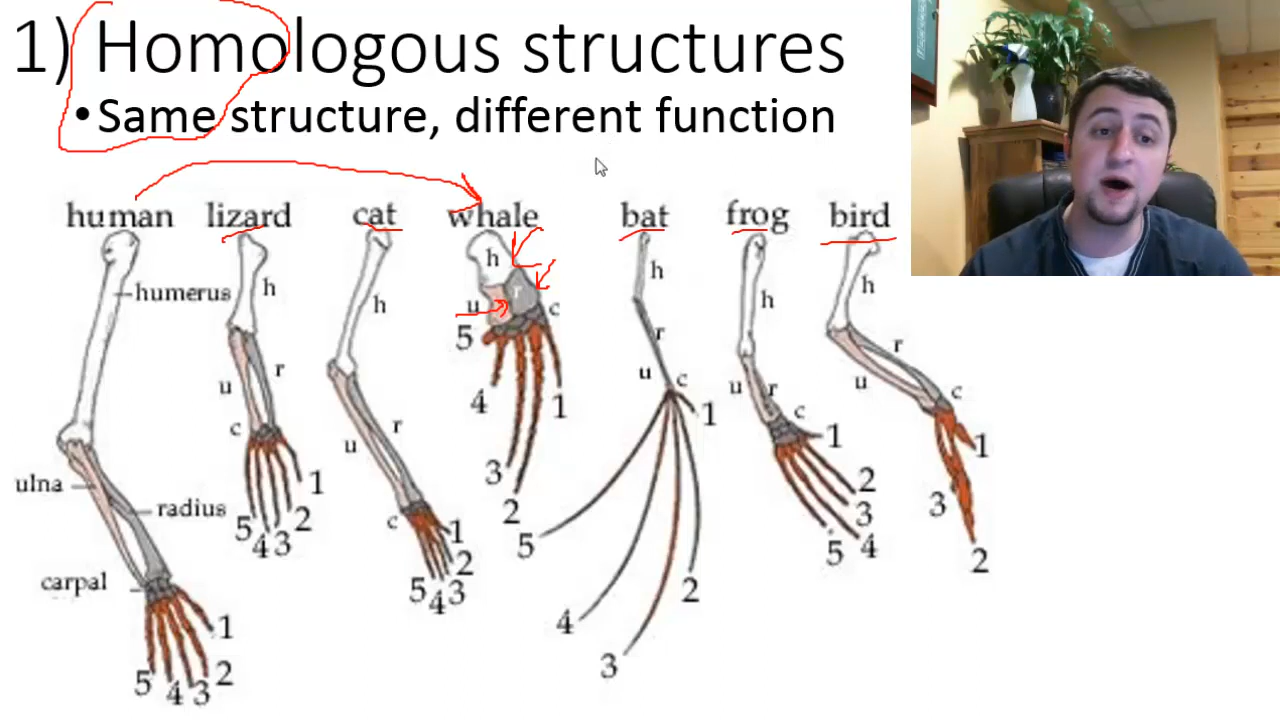 1) Homologous structures
•Same structure, different function
human lizard cat whale bat frog bird
humerus h h h h h h
u r c
5 4 3 2 1
ulna
radius
carpal
1
2
5 4 3
u r
c
1
2
5 4 3
r
u
c
1
2
5 4 3
r
u c
1
5
4
3
2
u r
c
1
2
3
5 4
r
u
c
1
3
2